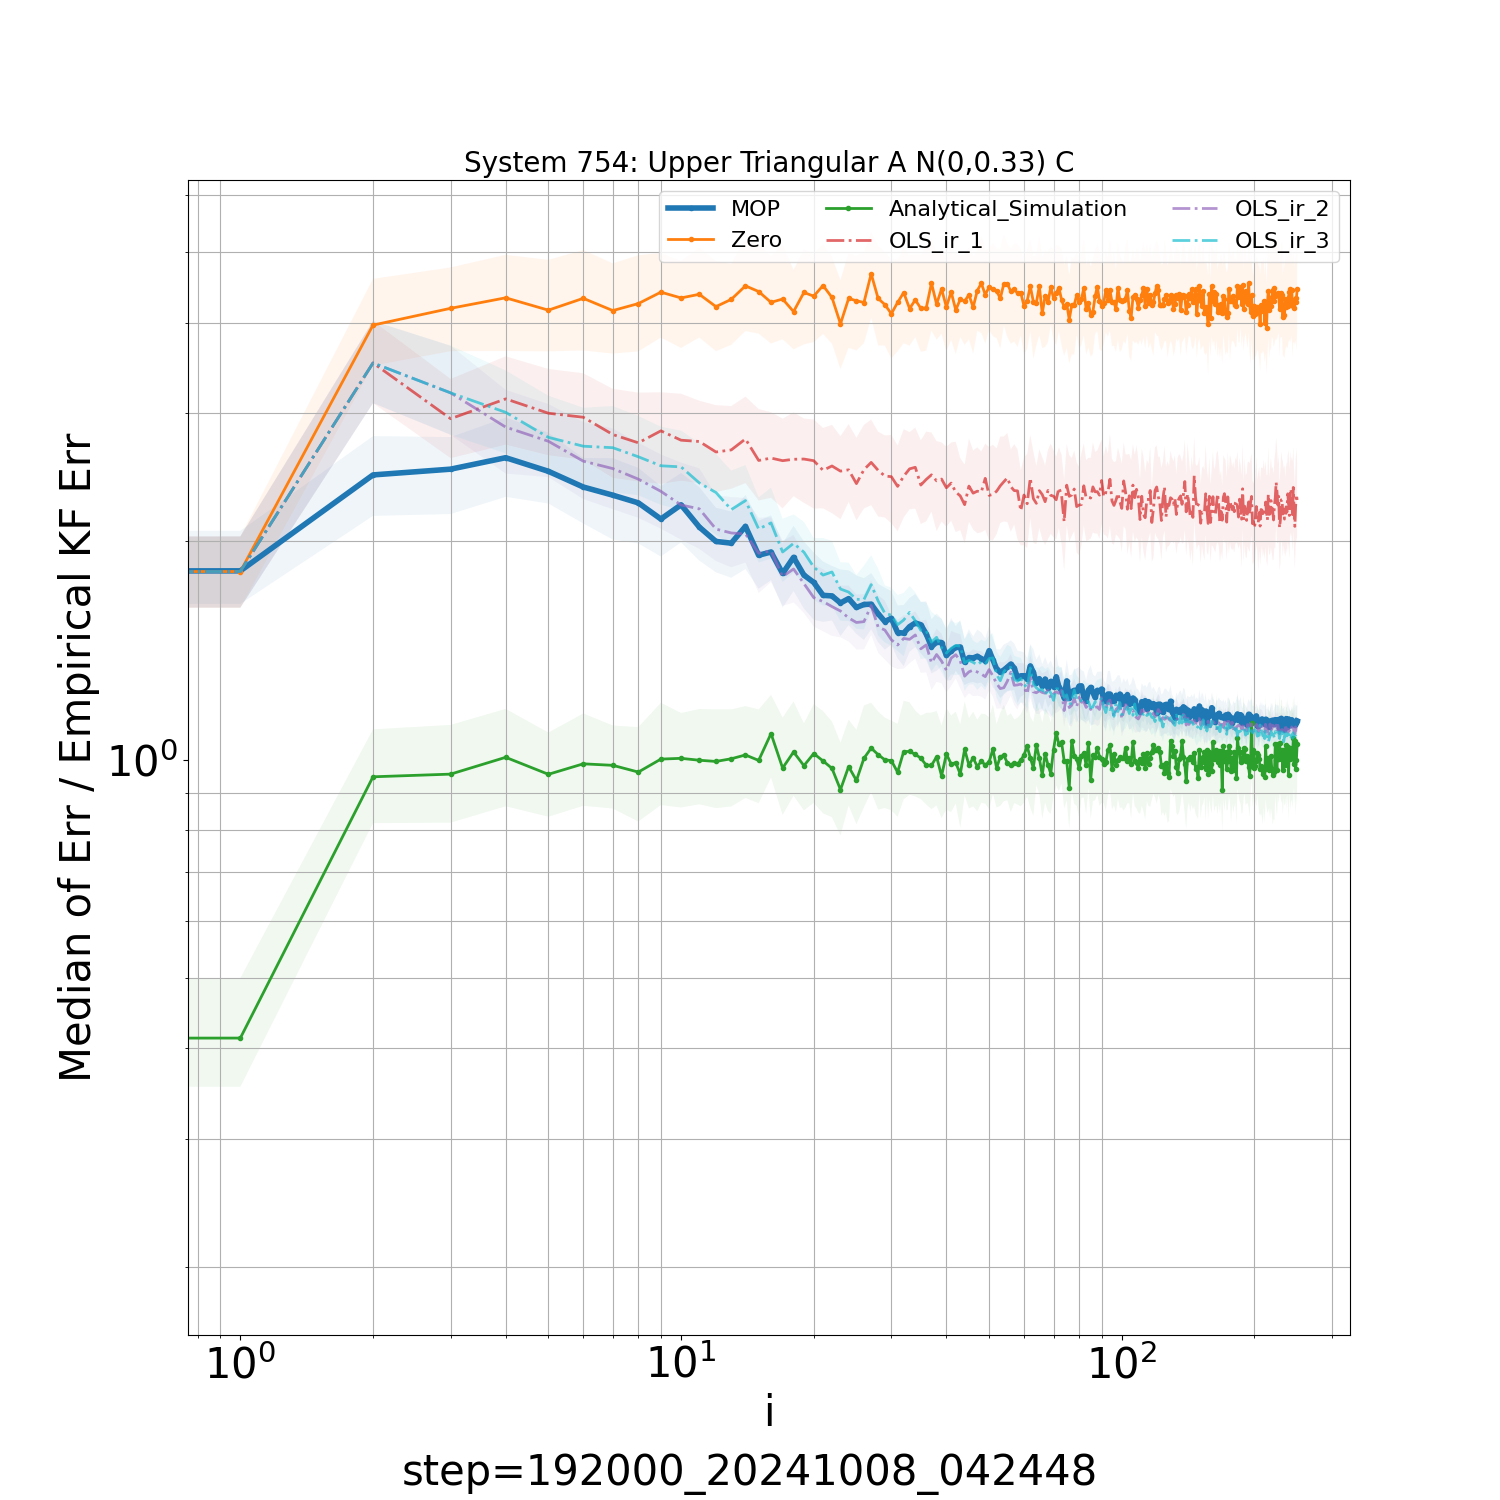 System 754: Upper Triangular A N(0,0.33) C
MOP
Zero
Analytical_Simulation
OLS_ir_1
OLS_ir_2
OLS_ir_3
Median of Err / Empirical KF Err
10⁰
10⁰
10¹
10²
i
step=192000_20241008_042448